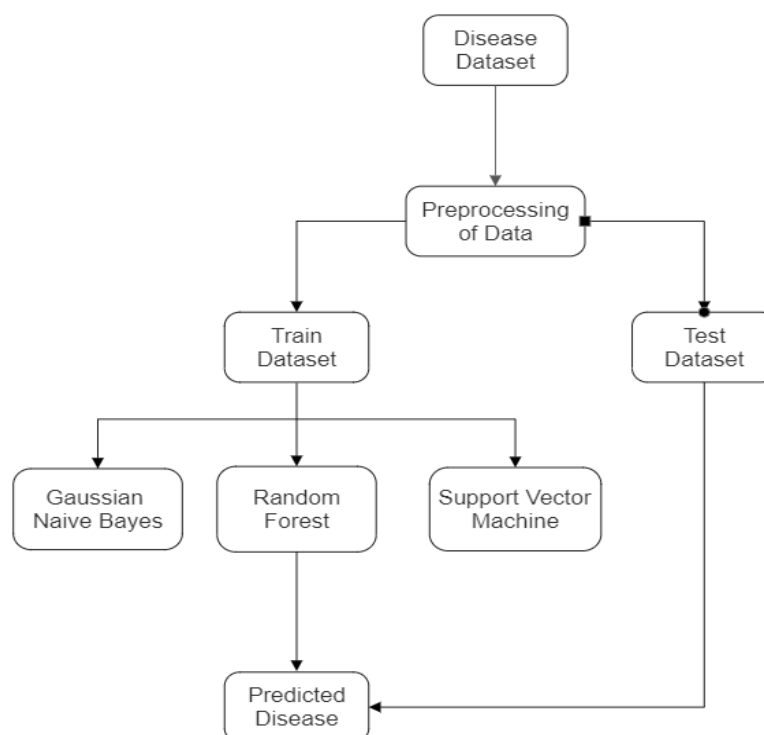 Disease
Dataset
Preprocessing
of Data
Train
Dataset
Test
Dataset
Gaussian
Naive Bayes
Random
Forest
Support Vector
Machine
Predicted
Disease